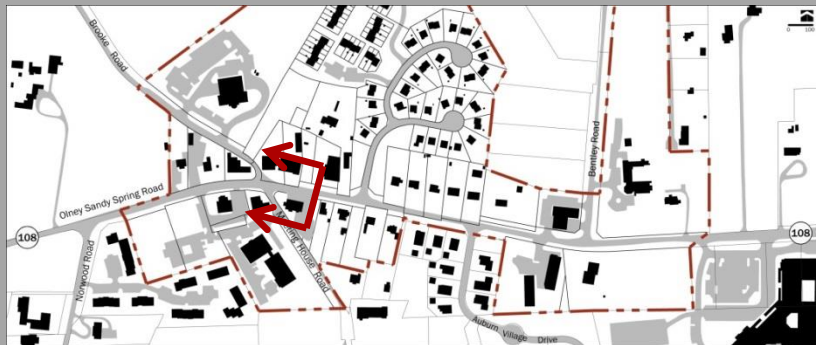 Brooke Road
0 100
Bentley Road
Olney Sandy Spring Road
108
108
Norwood Road
Meeting House Road
Auburn Village Drive